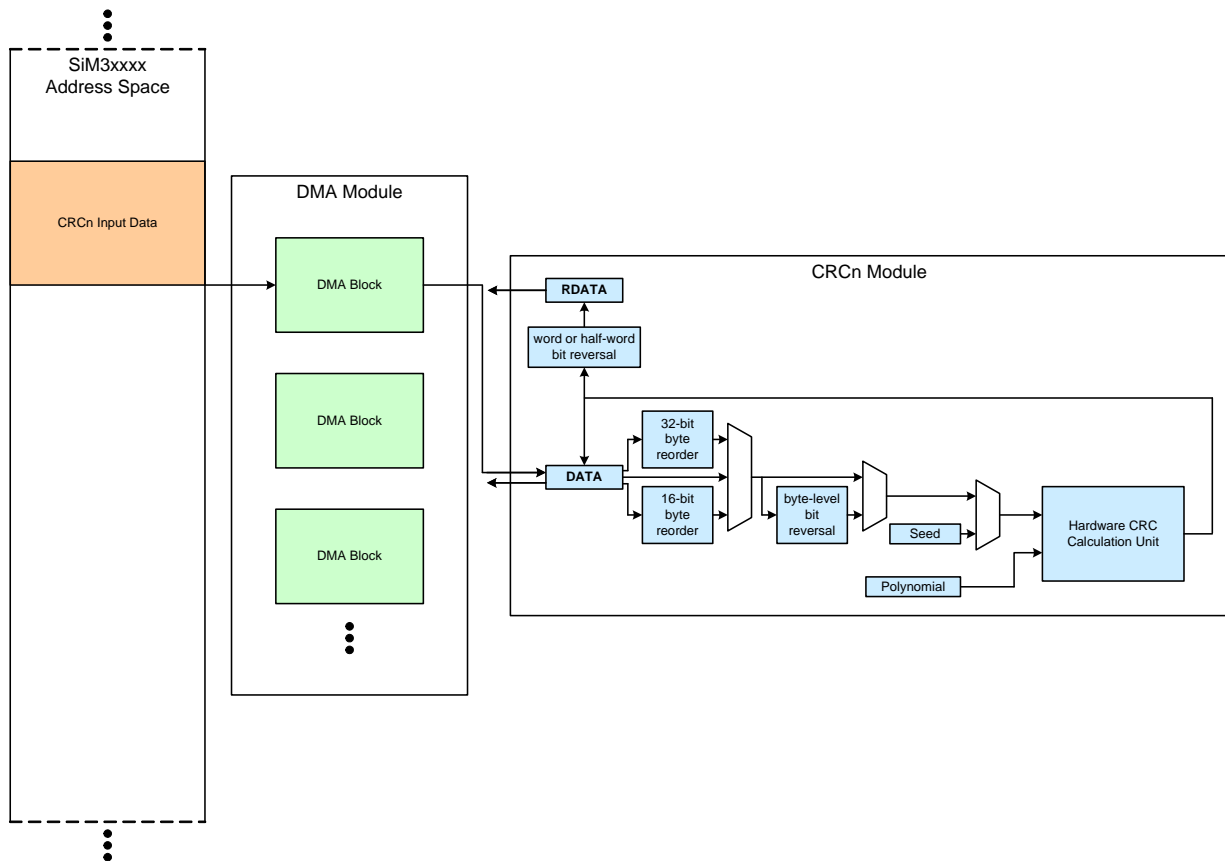 SiM3xxxx
Address Space
CRCn Input Data
DMA Module
DMA Block
DMA Block
DMA Block
CRCn Module
RDATA
word or half-word
bit reversal
DATA
32-bit
byte
reorder
16-bit
byte
reorder
byte-level
bit
reversal
Seed
Polynomial
Hardware CRC
Calculation Unit